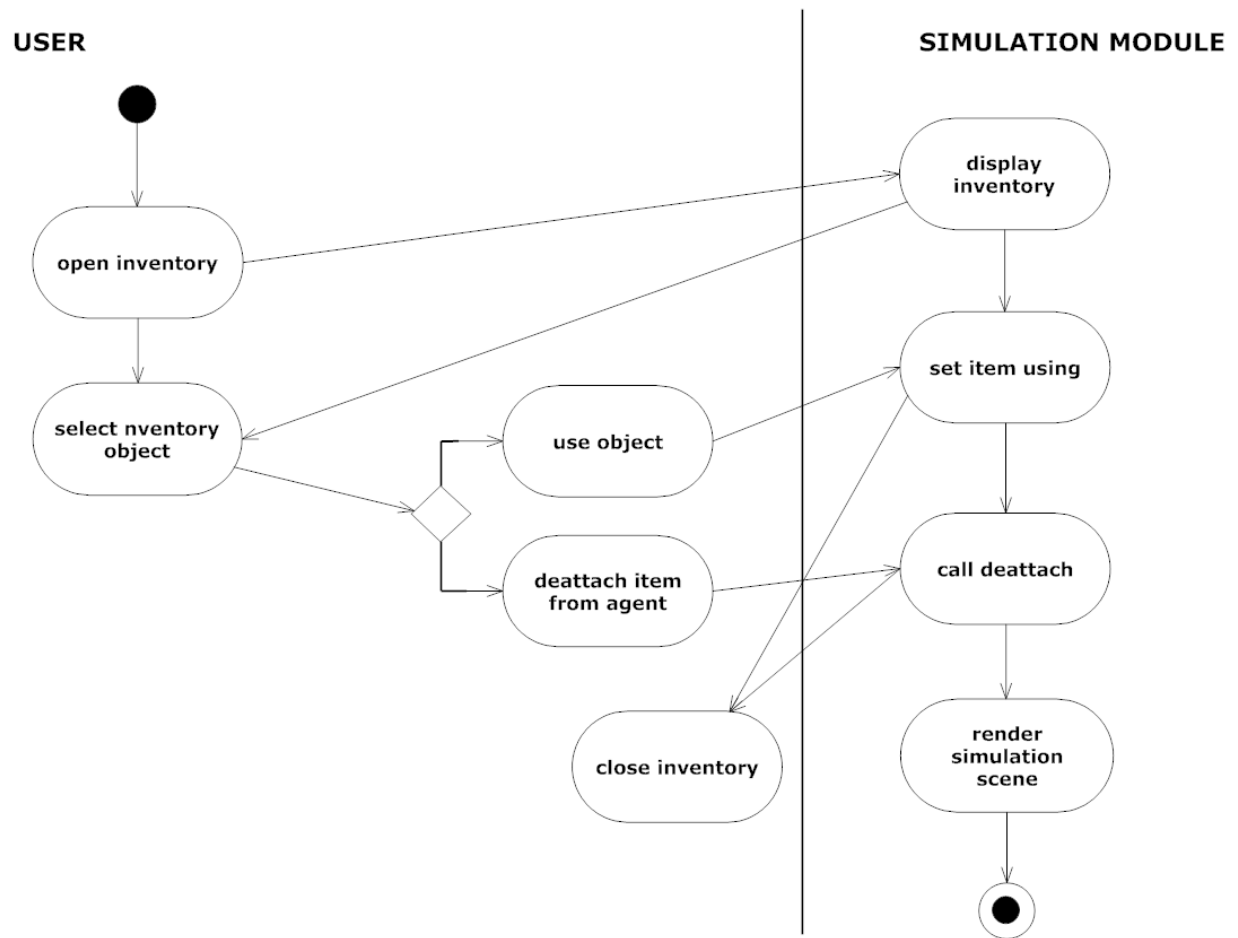 USER
SIMULATION MODULE
display
inventory
open inventory
set item using
select nventory
object
use object
call deattach
deattach item
from agent
render
simulation
scene
close inventory